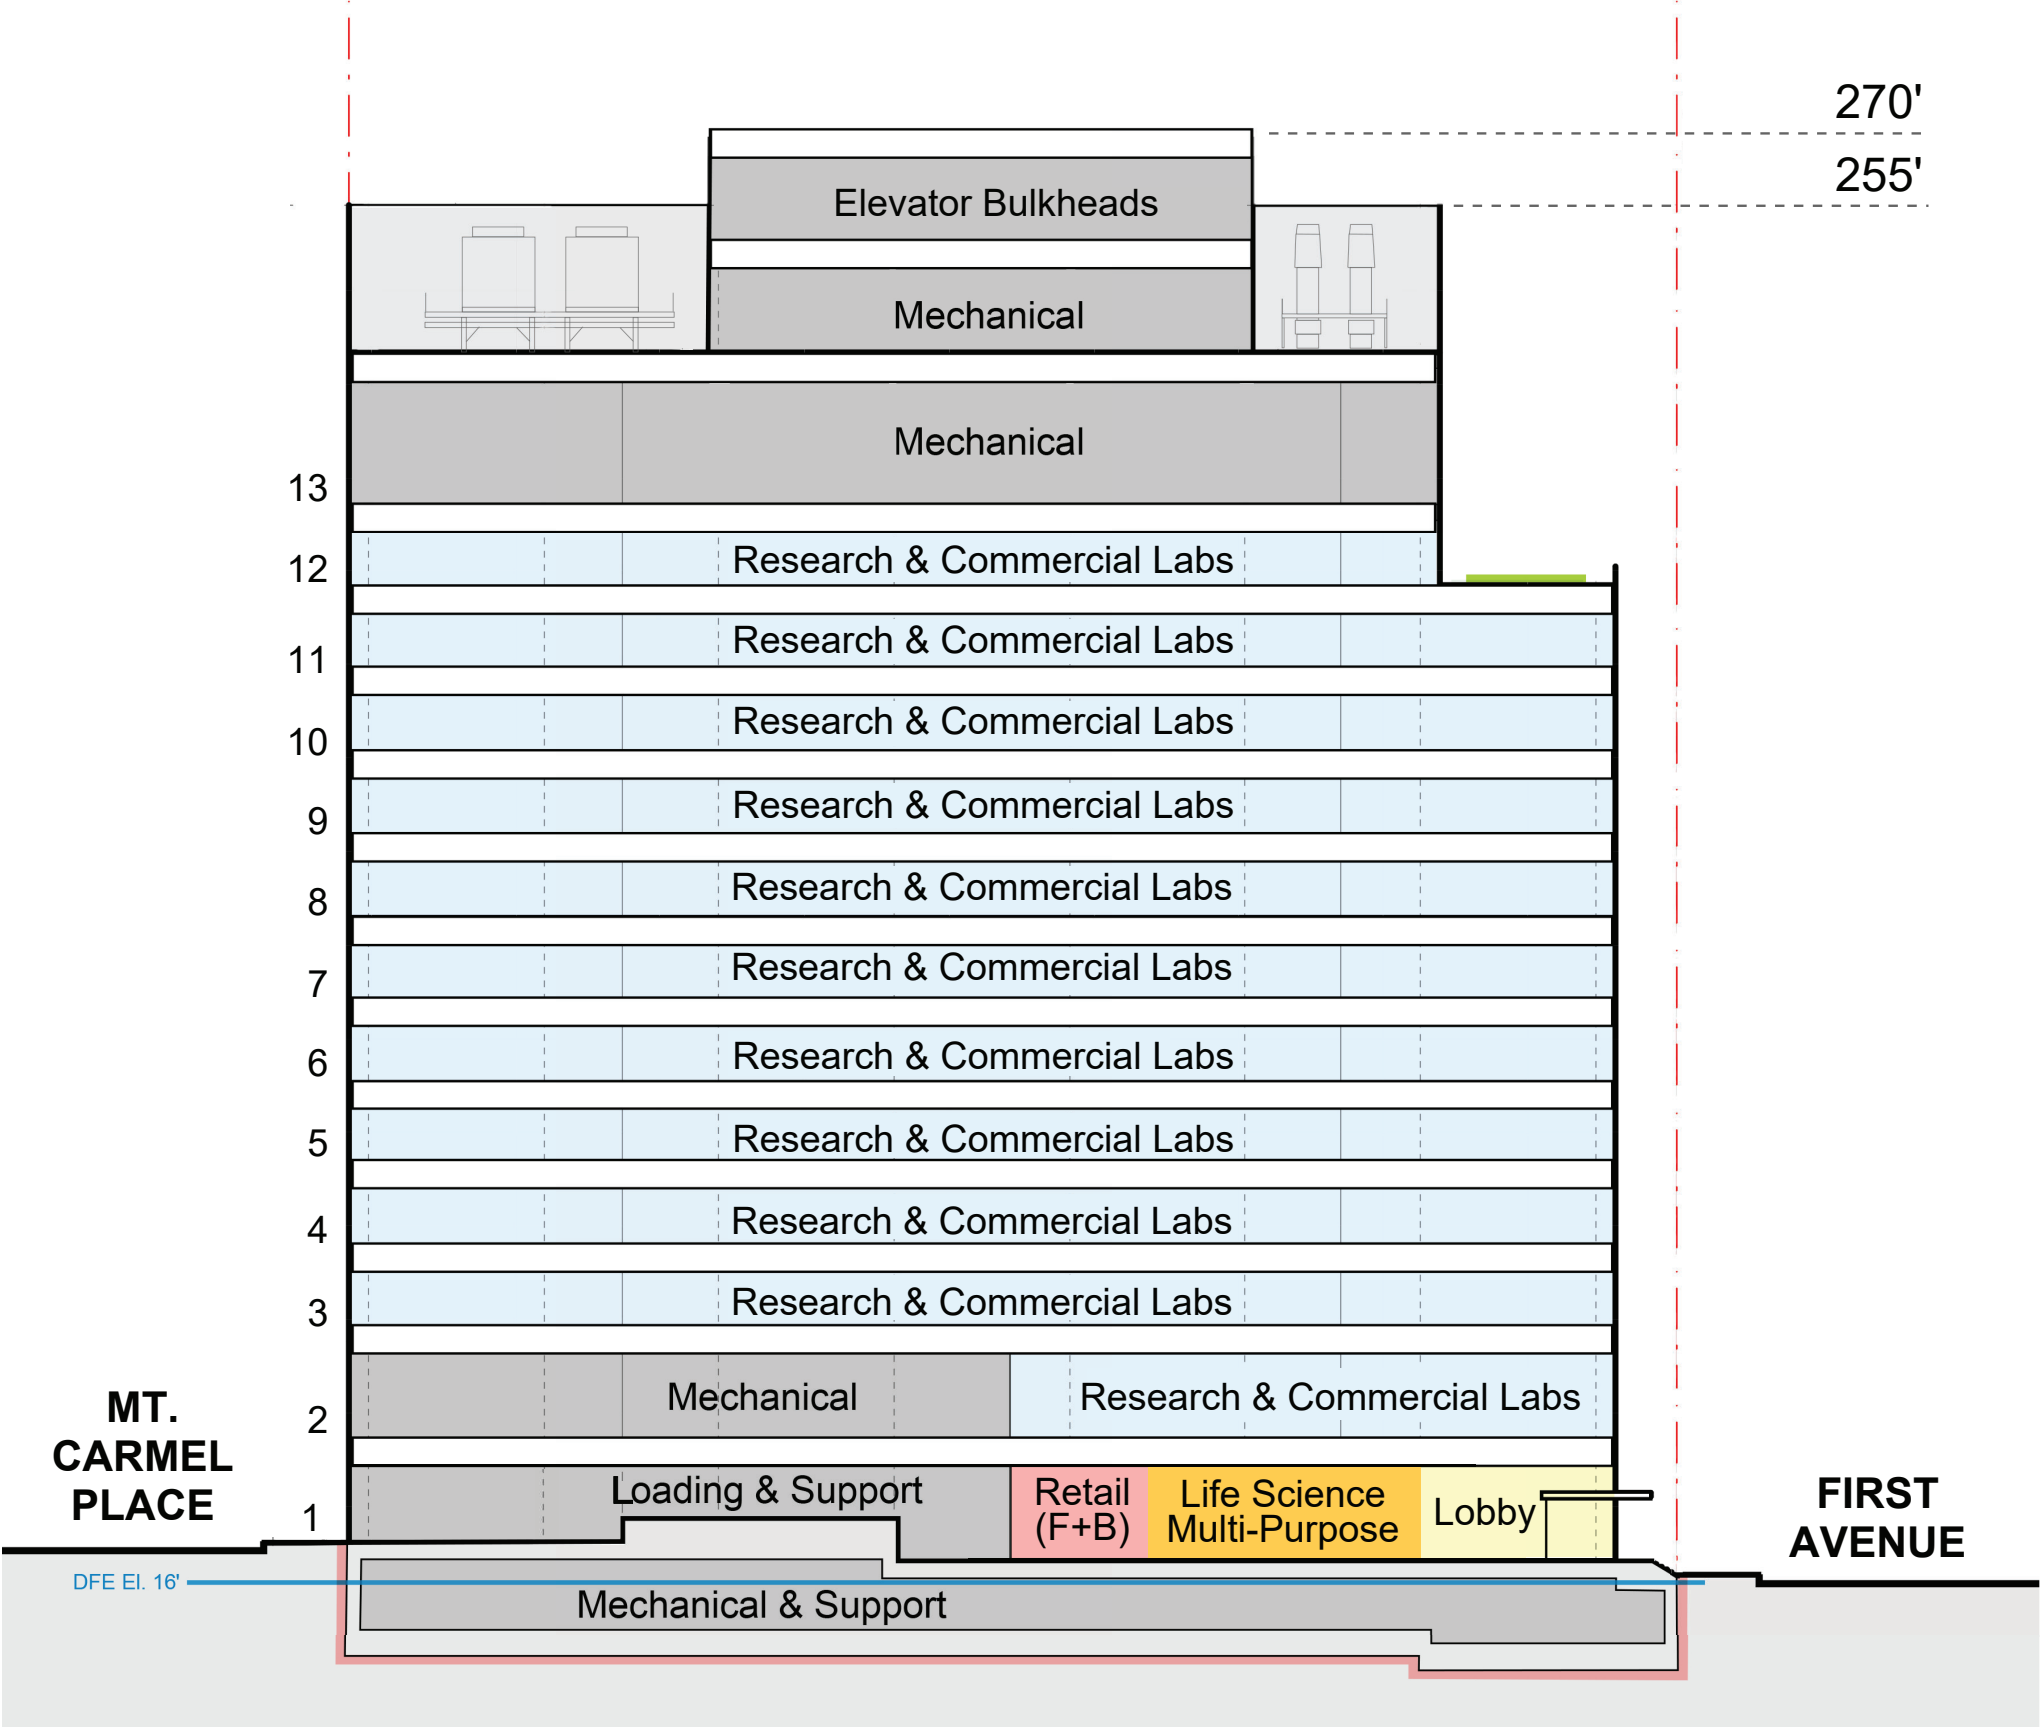 270'
255'
Elevator Bulkheads
Mechanical
Mechanical
13
Research & Commercial Labs
12
Research & Commercial Labs
11
Research & Commercial Labs
10
Research & Commercial Labs
9
Research & Commercial Labs
8
Research & Commercial Labs
7
Research & Commercial Labs
6
Research & Commercial Labs
5
Research & Commercial Labs
4
Research & Commercial Labs
3
Mechanical
Research & Commercial Labs
2
MT.
CARMEL
PLACE
Loading & Support
Retail
(F+B)
Life Science
Multi-Purpose
Lobby
1
FIRST
AVENUE
DFE El. 16'
Mechanical & Support